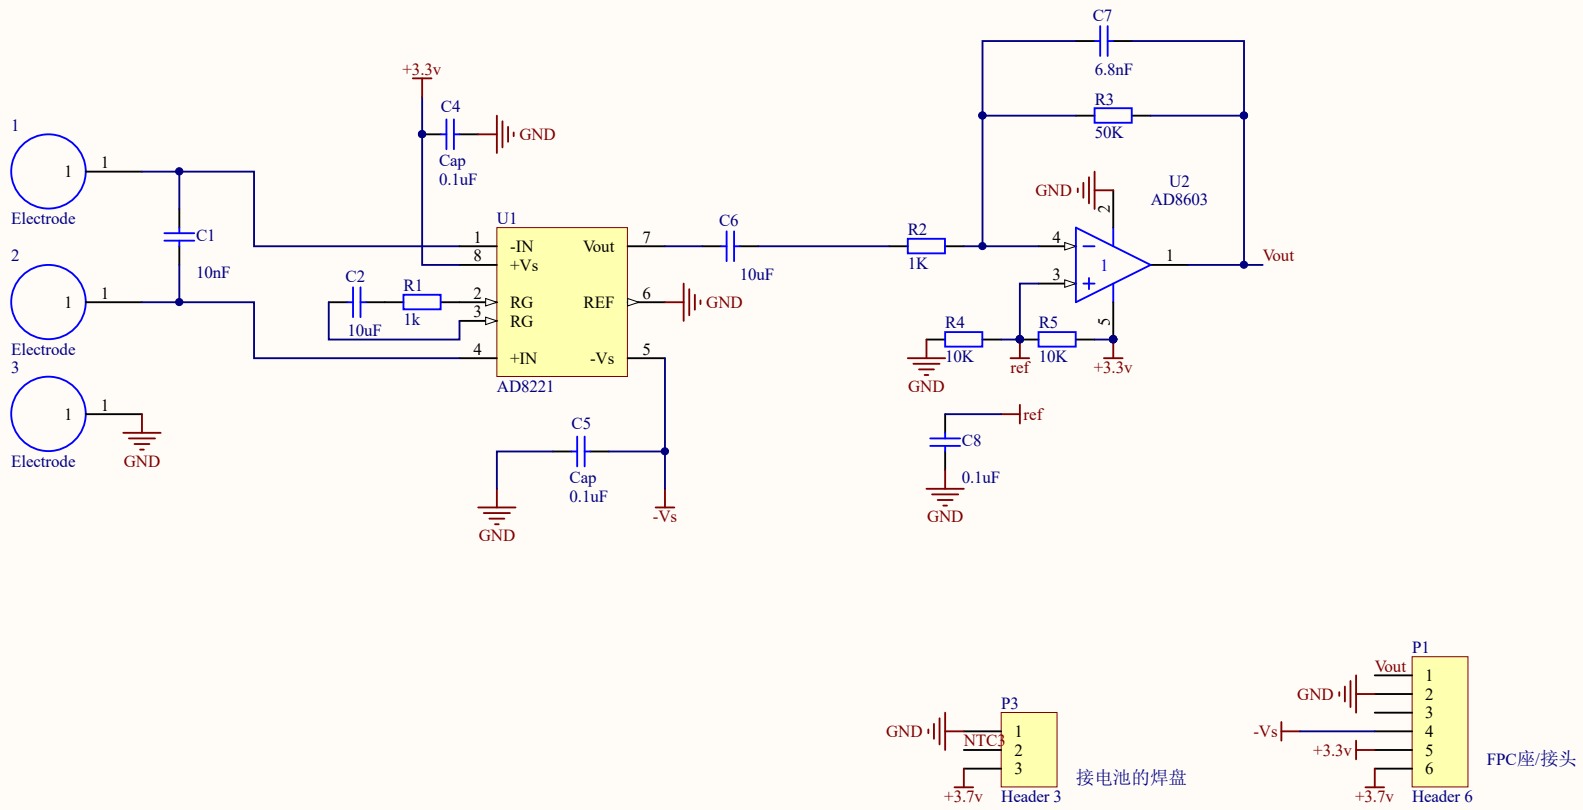 C7
6.8nF
R3
50K
+3.3v
C4
GND
Cap
0.1uF
1
1
1
Electrode
C1
10nF
2
1
1
Electrode
3
1
1
Electrode
GND
U1
1
-IN
8
+Vs
2
RG
3
RG
4
+IN
Vout
7
REF
6
-Vs
5
AD8221
C2
10uF
R1
1k
GND
C6
10uF
C5
Cap
0.1uF
GND
-Vs
R2
1K
GND
2
U2
AD8603
4
3
1
1
5
Vout
R4
10K
R5
10K
GND
ref
+3.3v
ref
C8
0.1uF
GND
P3
GND
1
NTC3
2
3
+3.7v
Header 3
接电池的焊盘
P1
Vout
1
GND
2
3
-Vs
4
+3.3v
5
6
+3.7v
Header 6
FPC座/接头